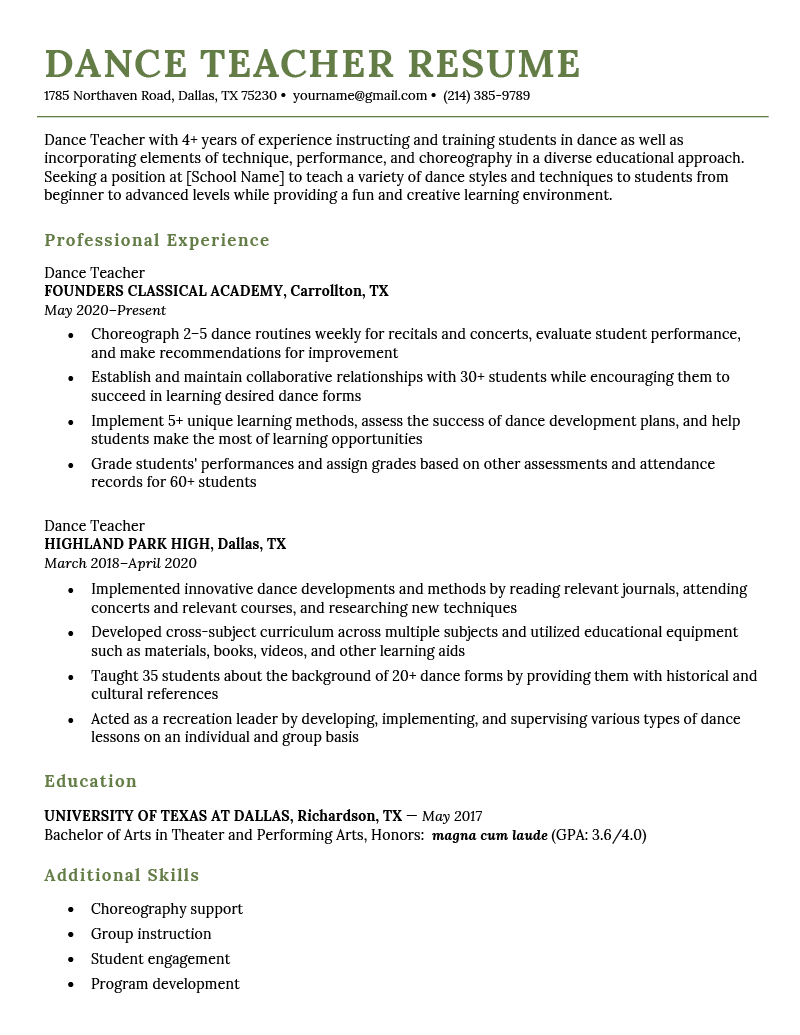 DANCE TEACHER RESUME
1785 Northaven Road, Dallas, TX 75230 • yourname@gmail.com • (214) 385-9789
Dance Teacher with 4+ years of experience instructing and training students in dance as well as
incorporating elements of technique, performance, and choreography in a diverse educational approach.
Seeking a position at [School Name] to teach a variety of dance styles and techniques to students from
beginner to advanced levels while providing a fun and creative learning environment.
Professional Experience
Dance Teacher
FOUNDERS CLASSICAL ACADEMY, Carrollton, TX
May 2020–Present
• Choreograph 2–5 dance routines weekly for recitals and concerts, evaluate student performance,
and make recommendations for improvement
• Establish and maintain collaborative relationships with 30+ students while encouraging them to
succeed in learning desired dance forms
• Implement 5+ unique learning methods, assess the success of dance development plans, and help
students make the most of learning opportunities
• Grade students' performances and assign grades based on other assessments and attendance
records for 60+ students
Dance Teacher
HIGHLAND PARK HIGH, Dallas, TX
March 2018–April 2020
• Implemented innovative dance developments and methods by reading relevant journals, attending
concerts and relevant courses, and researching new techniques
• Developed cross-subject curriculum across multiple subjects and utilized educational equipment
such as materials, books, videos, and other learning aids
• Taught 35 students about the background of 20+ dance forms by providing them with historical and
cultural references
• Acted as a recreation leader by developing, implementing, and supervising various types of dance
lessons on an individual and group basis
Education
UNIVERSITY OF TEXAS AT DALLAS, Richardson, TX — May 2017
Bachelor of Arts in Theater and Performing Arts, Honors: magna cum laude (GPA: 3.6/4.0)
Additional Skills
• Choreography support
• Group instruction
• Student engagement
• Program development